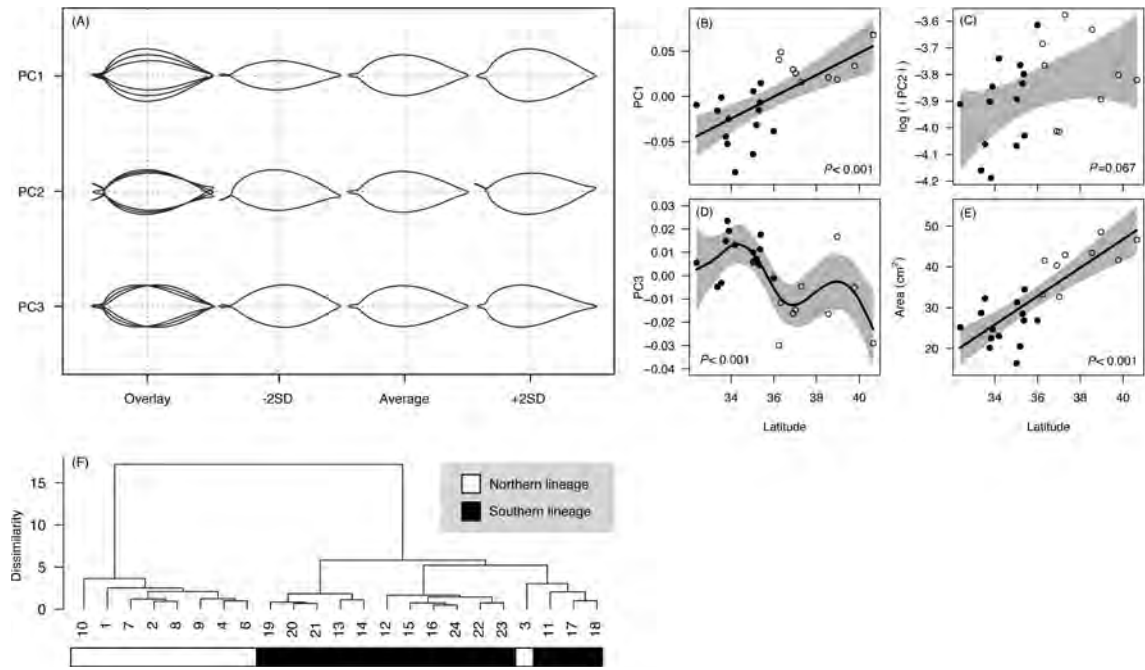 (A)
PC1
PC2
PC3
Overlay
-2SD
Average
+2SD
(B)
PC1
0.05
0.00
-0.05
P< 0.001
(C)
log ( | PC2 | )
-3.6
-3.7
-3.8
-3.9
-4.0
-4.1
-4.2
P=0.067
(D)
PC3
0.03
0.02
0.01
0.00
-0.01
-0.02
-0.03
-0.04
P< 0.001
34
36
38
40
Latitude
(E)
Area (cm²)
50
40
30
20
P< 0.001
34
36
38
40
Latitude
(F)
Dissimilarity
15
10
5
0
Northern lineage
Southern lineage
10 1 7 2 8 9 4 6 19 20 21 13 14 12 15 16 24 22 23 3 11 17 18